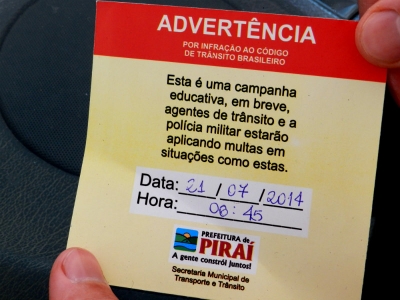 ADVERTÊNCIA
POR INFRAÇÃO AO CÓDIGO
DE TRÂNSITO BRASILEIRO
Esta é uma campanha
educativa, em breve,
agentes de trânsito e a
polícia militar estarão
aplicando multas em
situações como estas.
Data: 21 / 07 / 2014
Hora: 08:45
PREFEITURA de
PIRAÍ
A gente constrói juntos!
Secretaria Municipal de
Transporte e Trânsito